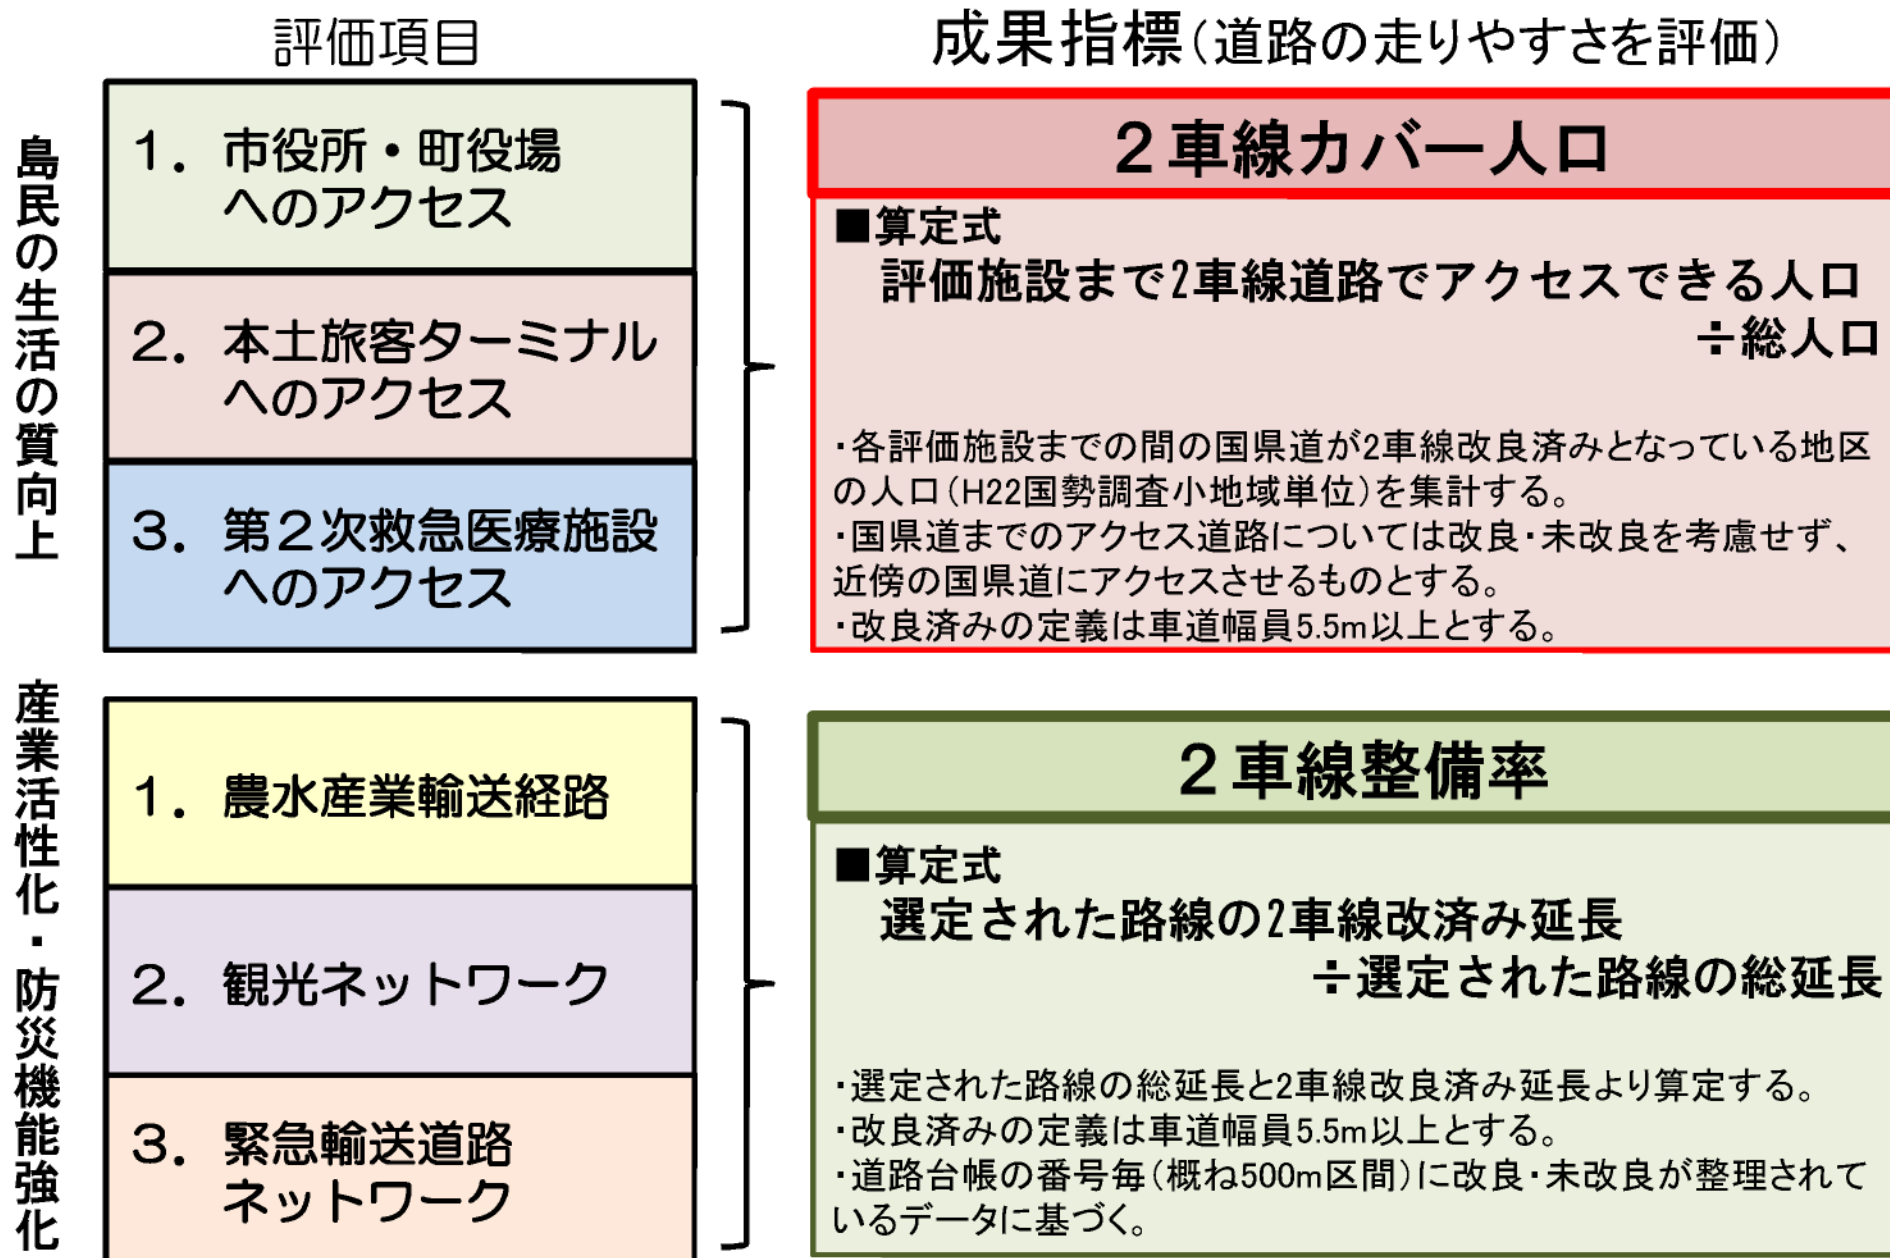 評価項目
成果指標(道路の走りやすさを評価)
島民の生活の質向上
1. 市役所・町役場
へのアクセス
2. 本土旅客ターミナル
へのアクセス
3. 第2次救急医療施設
へのアクセス
2車線カバー人口
■算定式
評価施設まで2車線道路でアクセスできる人口
÷総人口
・各評価施設までの間の国県道が2車線改良済みとなっている地区
の人口(H22国勢調査小地域単位)を集計する。
・国県道までのアクセス道路については改良・未改良を考慮せず、
近傍の国県道にアクセスさせるものとする。
・改良済みの定義は車道幅員5.5m以上とする。
産業活性化・防災機能強化
1. 農水産業輸送経路
2. 観光ネットワーク
3. 緊急輸送道路
ネットワーク
2車線整備率
■算定式
選定された路線の2車線改済み延長
÷選定された路線の総延長
・選定された路線の総延長と2車線改良済み延長より算定する。
・改良済みの定義は車道幅員5.5m以上とする。
・道路台帳の番号毎(概ね500m区間)に改良・未改良が整理されて
いるデータに基づく。